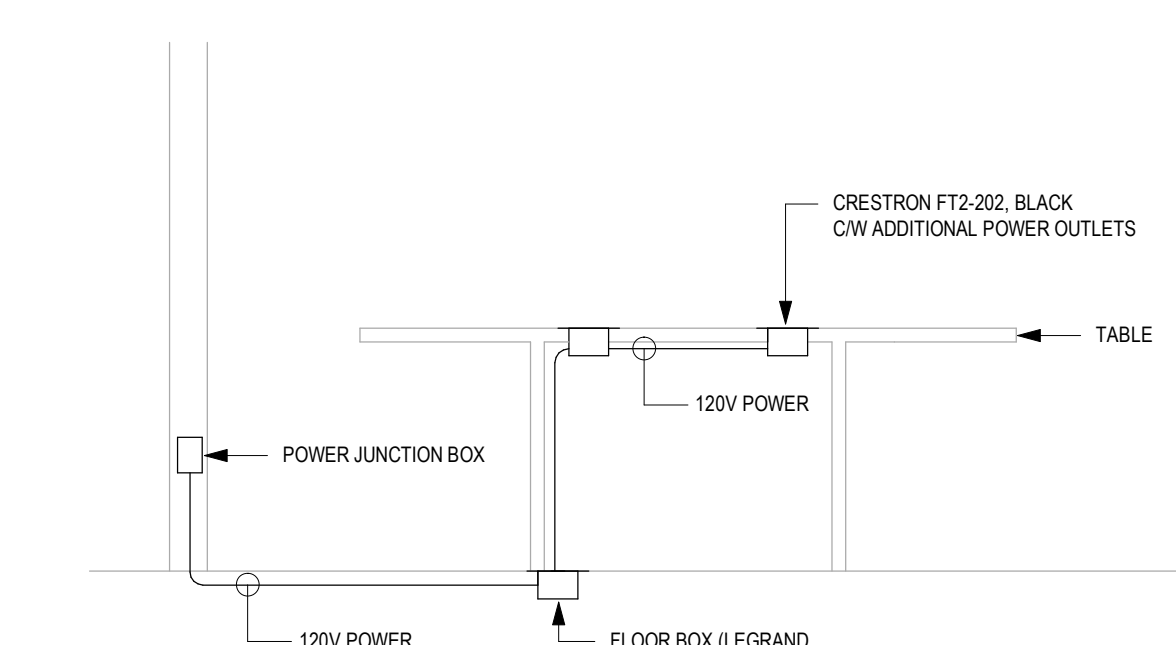 CRESTRON FT2-202, BLACK
C/W ADDITIONAL POWER OUTLETS
TABLE
120V POWER
POWER JUNCTION BOX
120V POWER
FLOOR BOX (LEGRAND